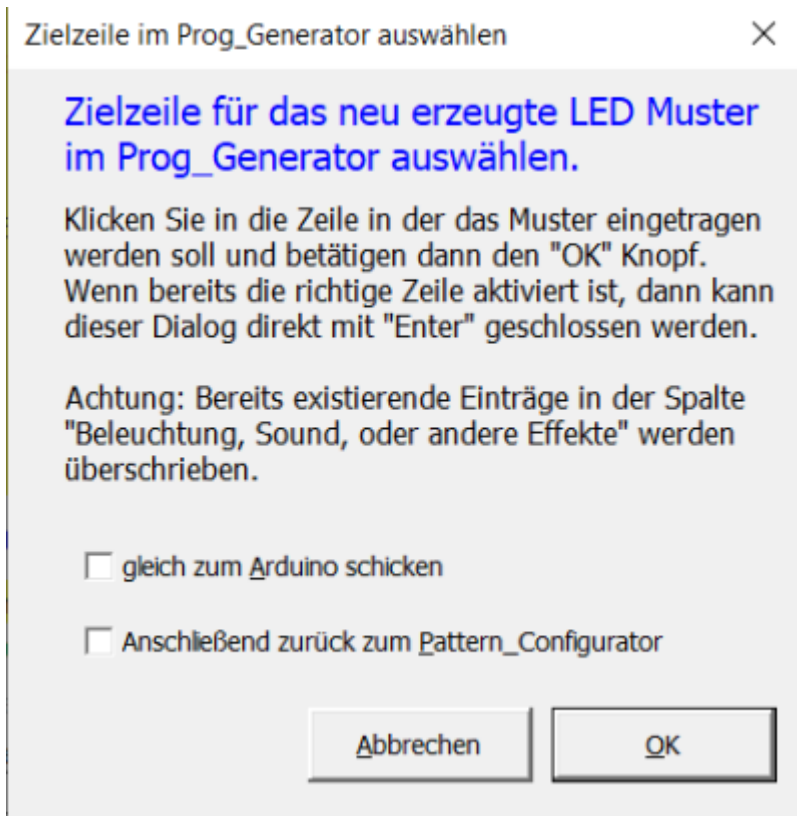 Zielzeile im Prog_Generator auswählen
Zielzeile für das neu erzeugte LED Muster
im Prog_Generator auswählen.
Klicken Sie in die Zeile in der das Muster eingetragen
werden soll und betätigen dann den "OK" Knopf.
Wenn bereits die richtige Zeile aktiviert ist, dann kann
dieser Dialog direkt mit "Enter" geschlossen werden.
Achtung: Bereits existierende Einträge in der Spalte
"Beleuchtung, Sound, oder andere Effekte" werden
überschrieben.
gleich zum Arduino schicken
Anschließend zurück zum Pattern_Configurator
Abbrechen
OK